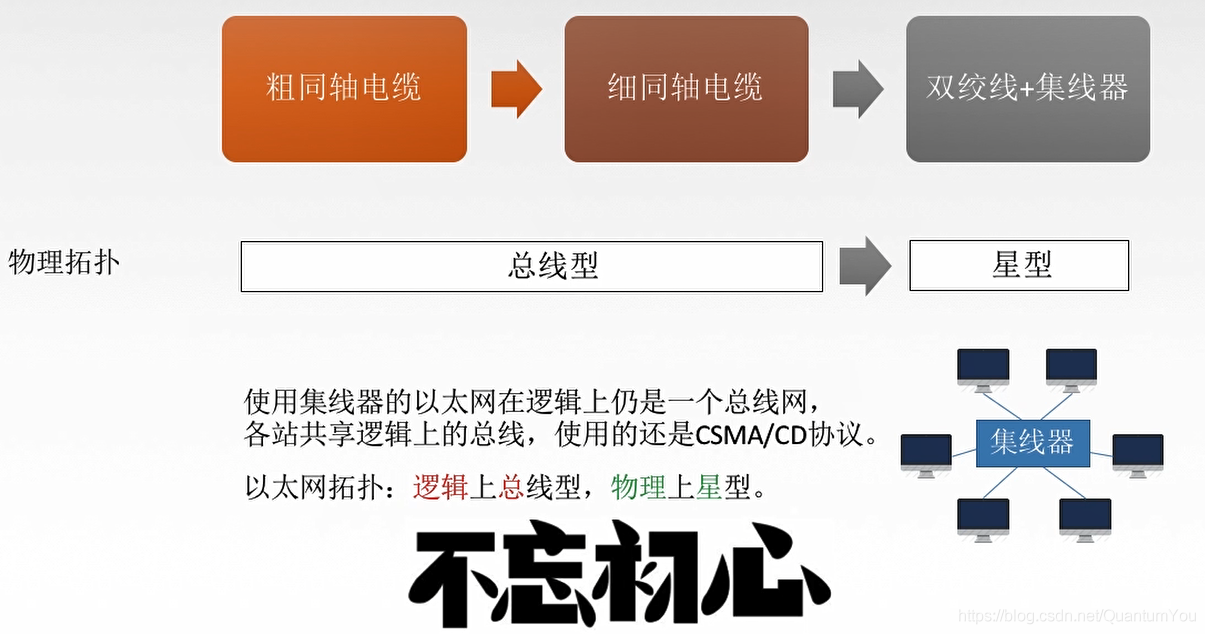 粗同轴电缆
细同轴电缆
双绞线+集线器
物理拓扑
总线型
星型
使用集线器的以太网在逻辑上仍是一个总线网，
各站共享逻辑上的总线，使用的还是CSMA/CD协议。
以太网拓扑：逻辑上总线型，物理上星型。
集线器
不忘初心
https://blog.csdn.net/QuantumYou